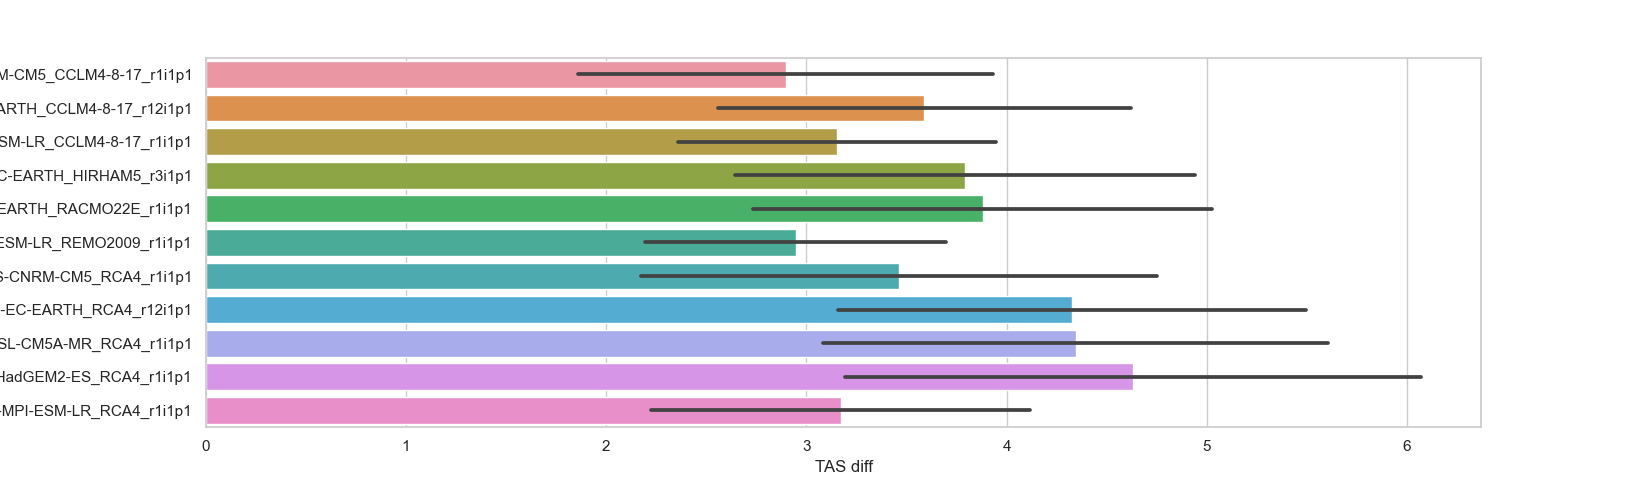 M-CM5_CCLM4-8-17_r1i1p1
ARTH_CCLM4-8-17_r12i1p1
SM-LR_CCLM4-8-17_r1i1p1
C-EARTH_HIRHAM5_r3i1p1
EARTH_RACMO22E_r1i1p1
ESM-LR_REMO2009_r1i1p1
S-CNRM-CM5_RCA4_r1i1p1
-EC-EARTH_RCA4_r12i1p1
SL-CM5A-MR_RCA4_r1i1p1
HadGEM2-ES_RCA4_r1i1p1
-MPI-ESM-LR_RCA4_r1i1p1
0 1 2 3 4 5 6
TAS diff